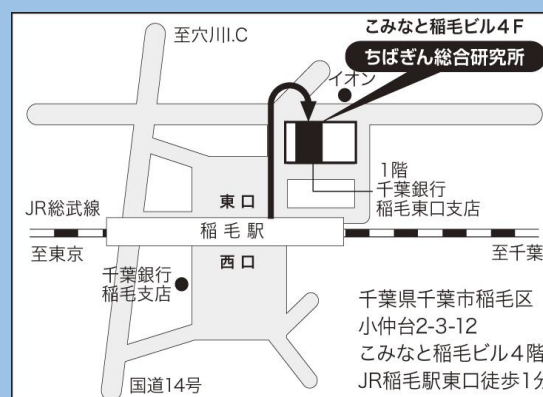 至穴川I.C
こみなと稲毛ビル4F
ちばぎん総合研究所
イオン
1階
千葉銀行
稲毛東口支店
東口
JR総武線
稲毛駅
至東京
至千葉
西口
千葉銀行
稲毛支店
千葉県千葉市稲毛区
小仲台2-3-12
こみなと稲毛ビル4階
JR稲毛駅東口徒歩1分
国道14号